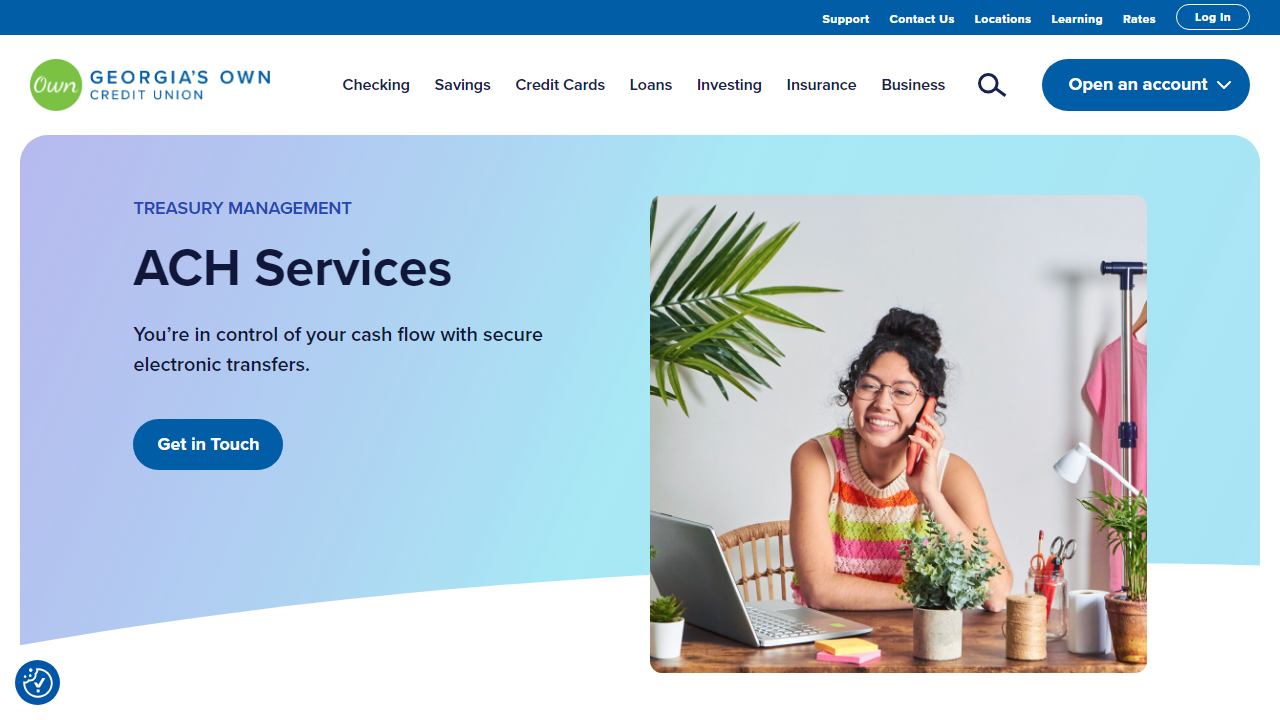 Support Contact Us Locations Learning Rates Log In
Own GEORGIA'S OWN
CREDIT UNION
Checking Savings Credit Cards Loans Investing Insurance Business Open an account
TREASURY MANAGEMENT
ACH Services
You’re in control of your cash flow with secure
electronic transfers.
Get in Touch